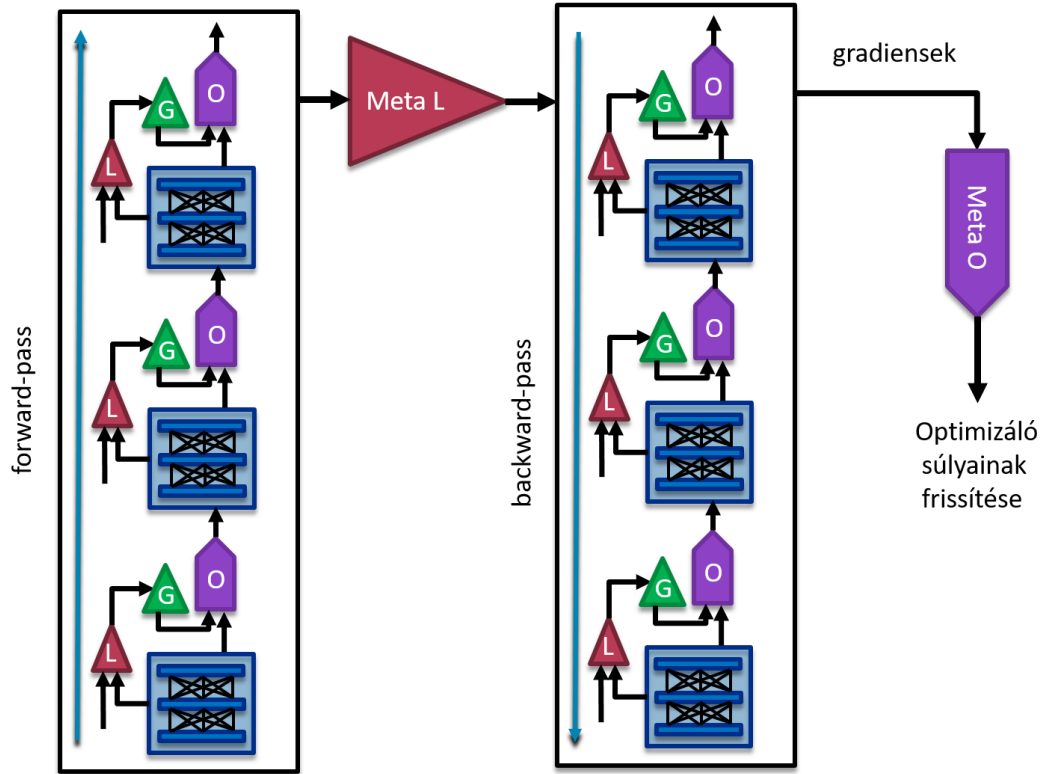 forward-pass
G
O
L
G
O
L
G
O
L
Meta L
backward-pass
G
O
L
G
O
L
G
O
L
gradiensek
Meta O
Optimizáló
súlyainak
frissítése